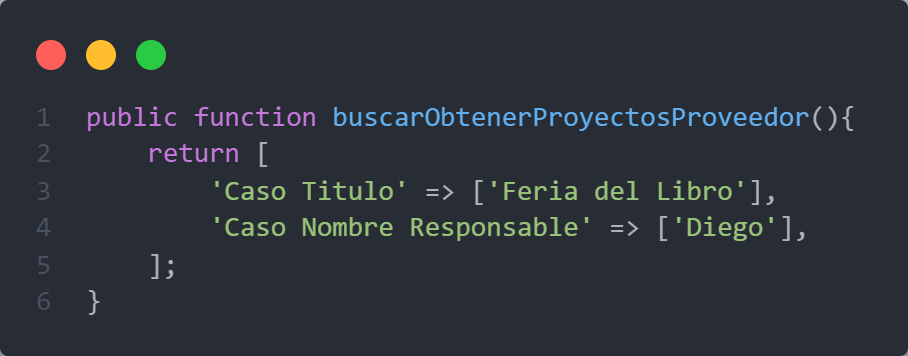 1 public function buscarObtenerProyectosProveedor(){
2     return [
3         'Caso Titulo' => ['Feria del Libro'],
4         'Caso Nombre Responsable' => ['Diego'],
5     ];
6 }